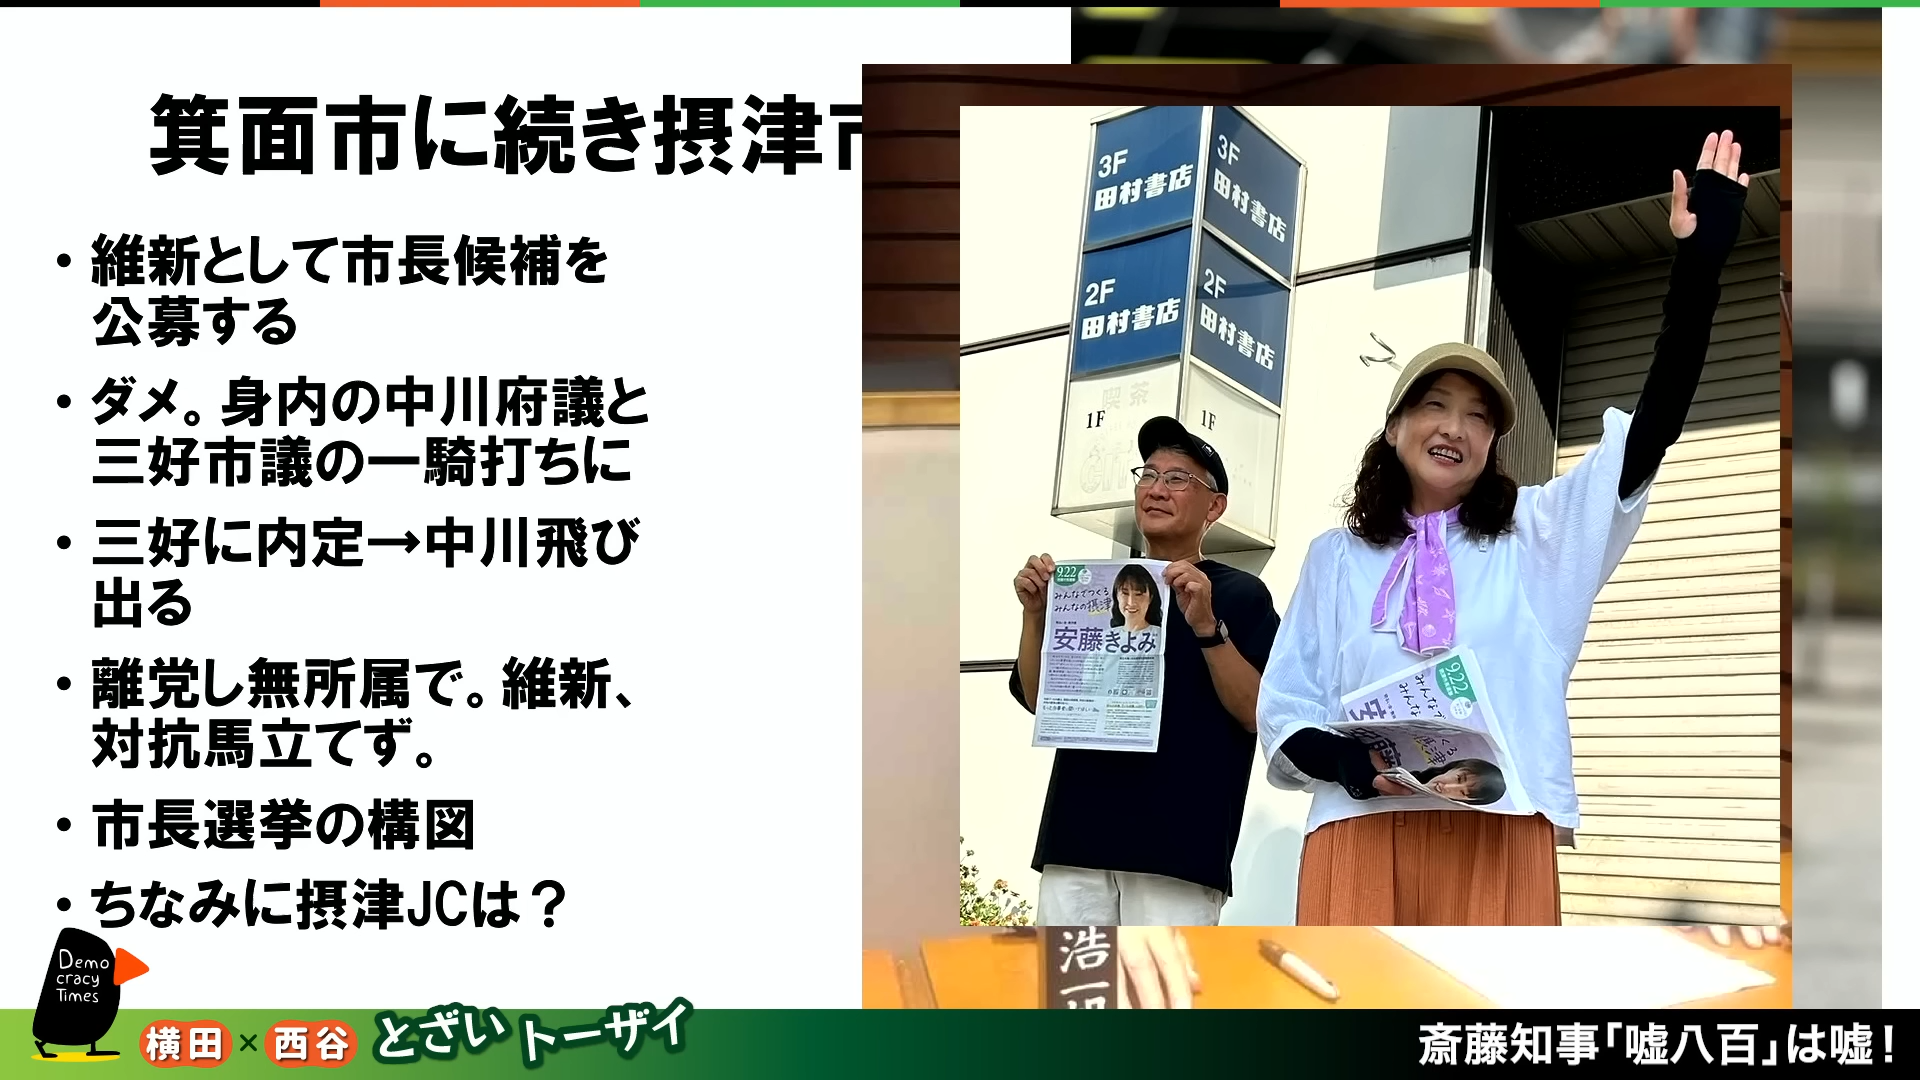 箕面市に続き摂津市
・維新として市長候補を
公募する
・ダメ。身内の中川府議と
三好市議の一騎打ちに
・三好に内定→中川飛び
出る
・離党し無所属で。維新、
対抗馬立てず。
・市長選挙の構図
・ちなみに摂津JCは？
3F
田村書店
3F
田村書店
2F
田村書店
2F
田村書店
1F
1F
9.22
みんなでつくる
みんなの摂津
安藤きよみ
9.22
浩一
Demo
cracy
Times
横田×西谷 とざいトーザイ
斎藤知事「嘘八百」は嘘！